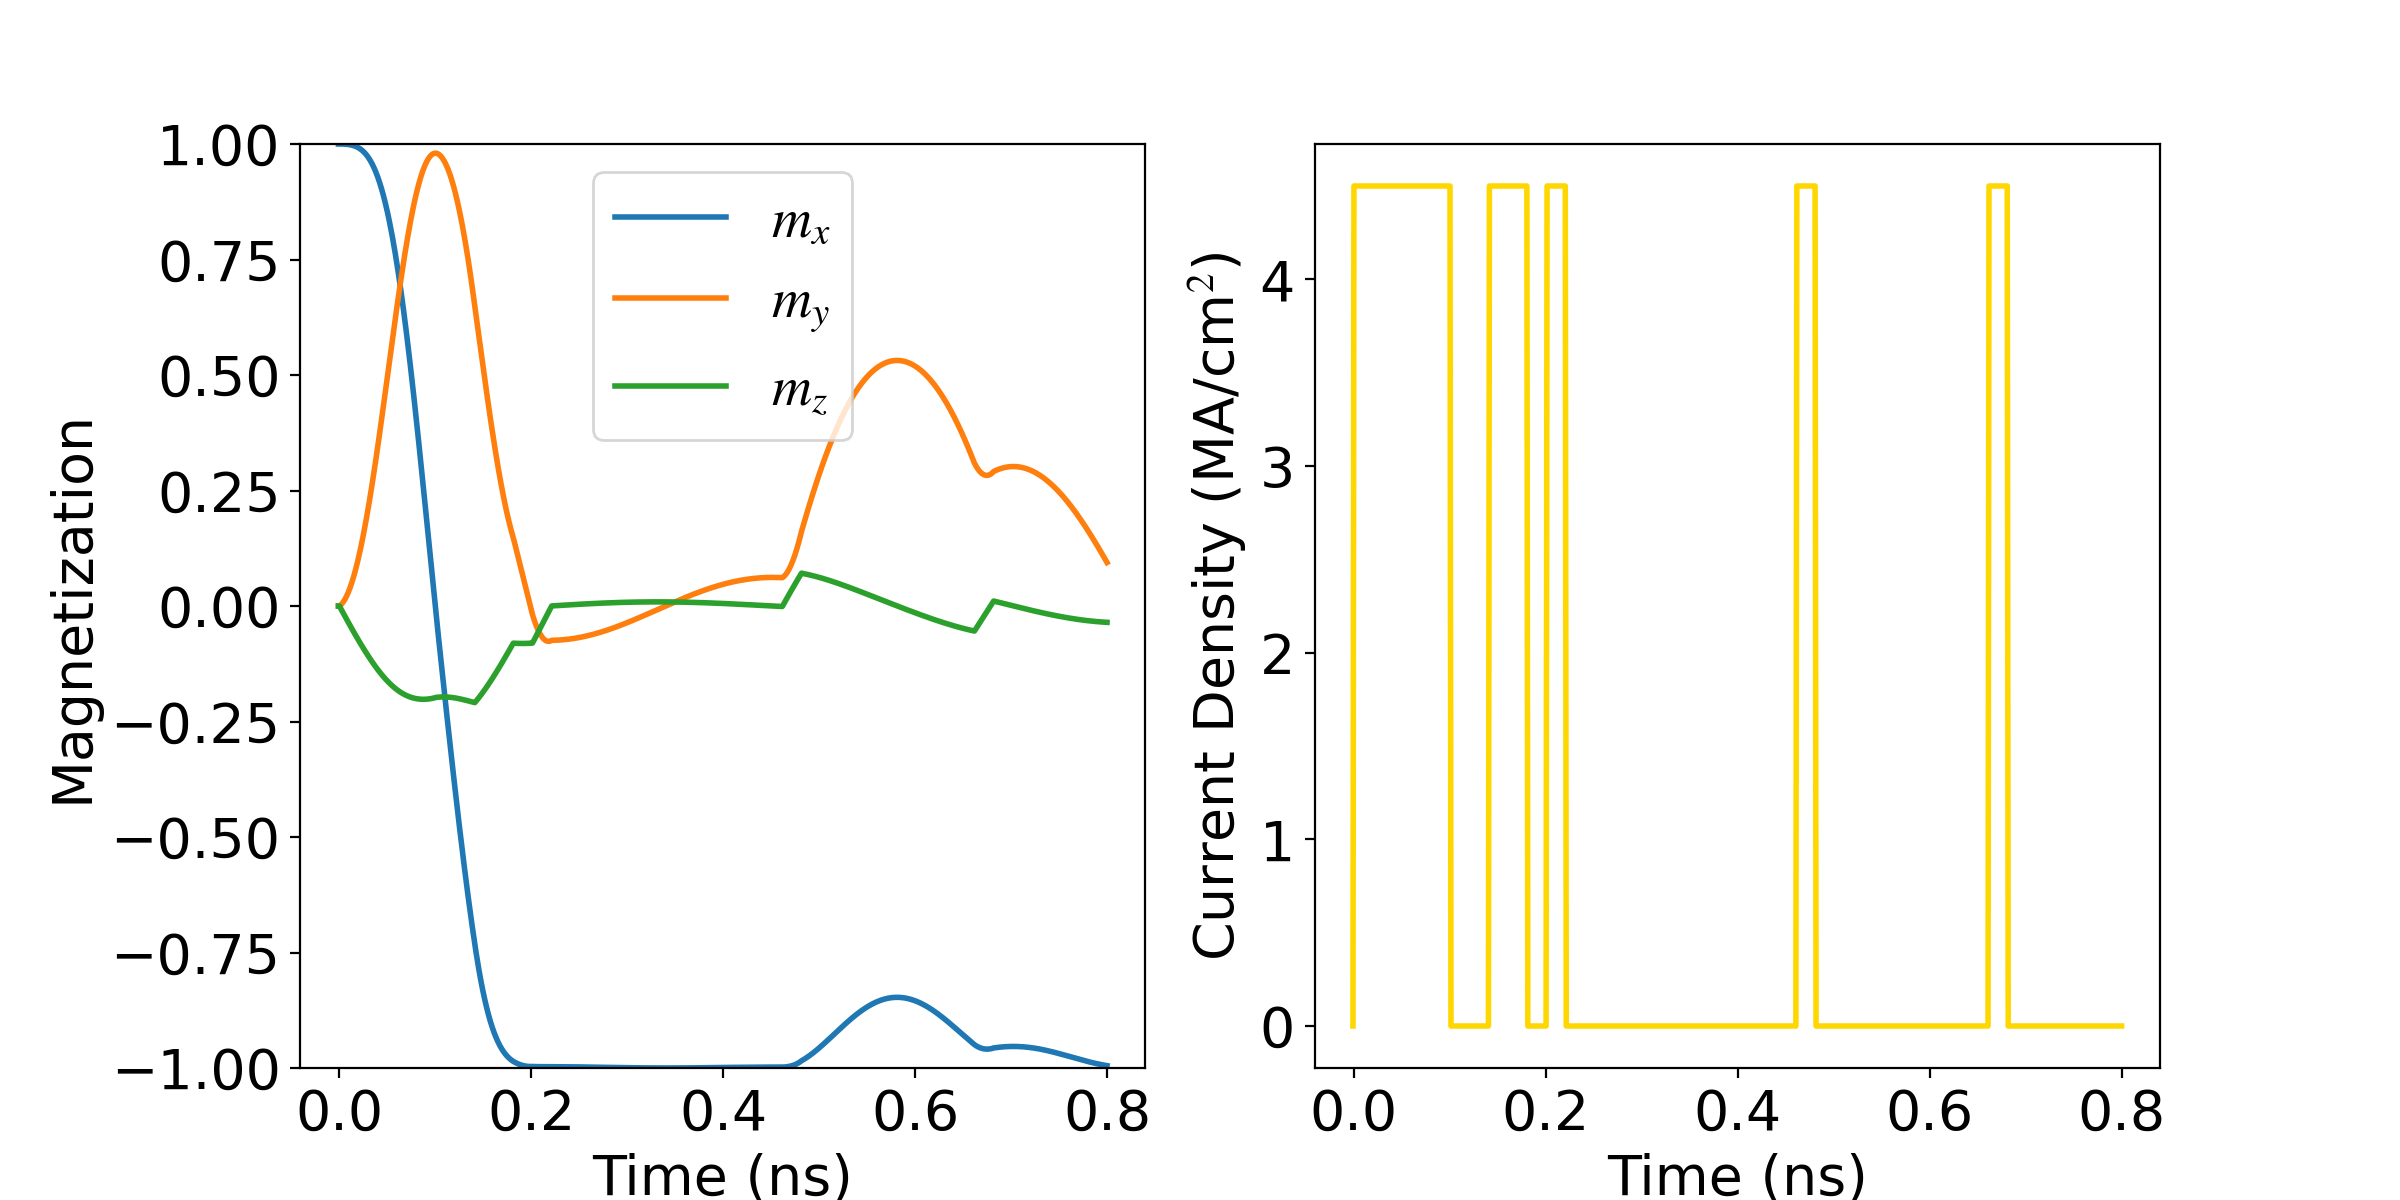 Magnetization
1.00
0.75
0.50
0.25
0.00
−0.25
−0.50
−0.75
−1.00
0.0 0.2 0.4 0.6 0.8
Time (ns)
m_x
m_y
m_z
Current Density (MA/cm²)
4
3
2
1
0
0.0 0.2 0.4 0.6 0.8
Time (ns)